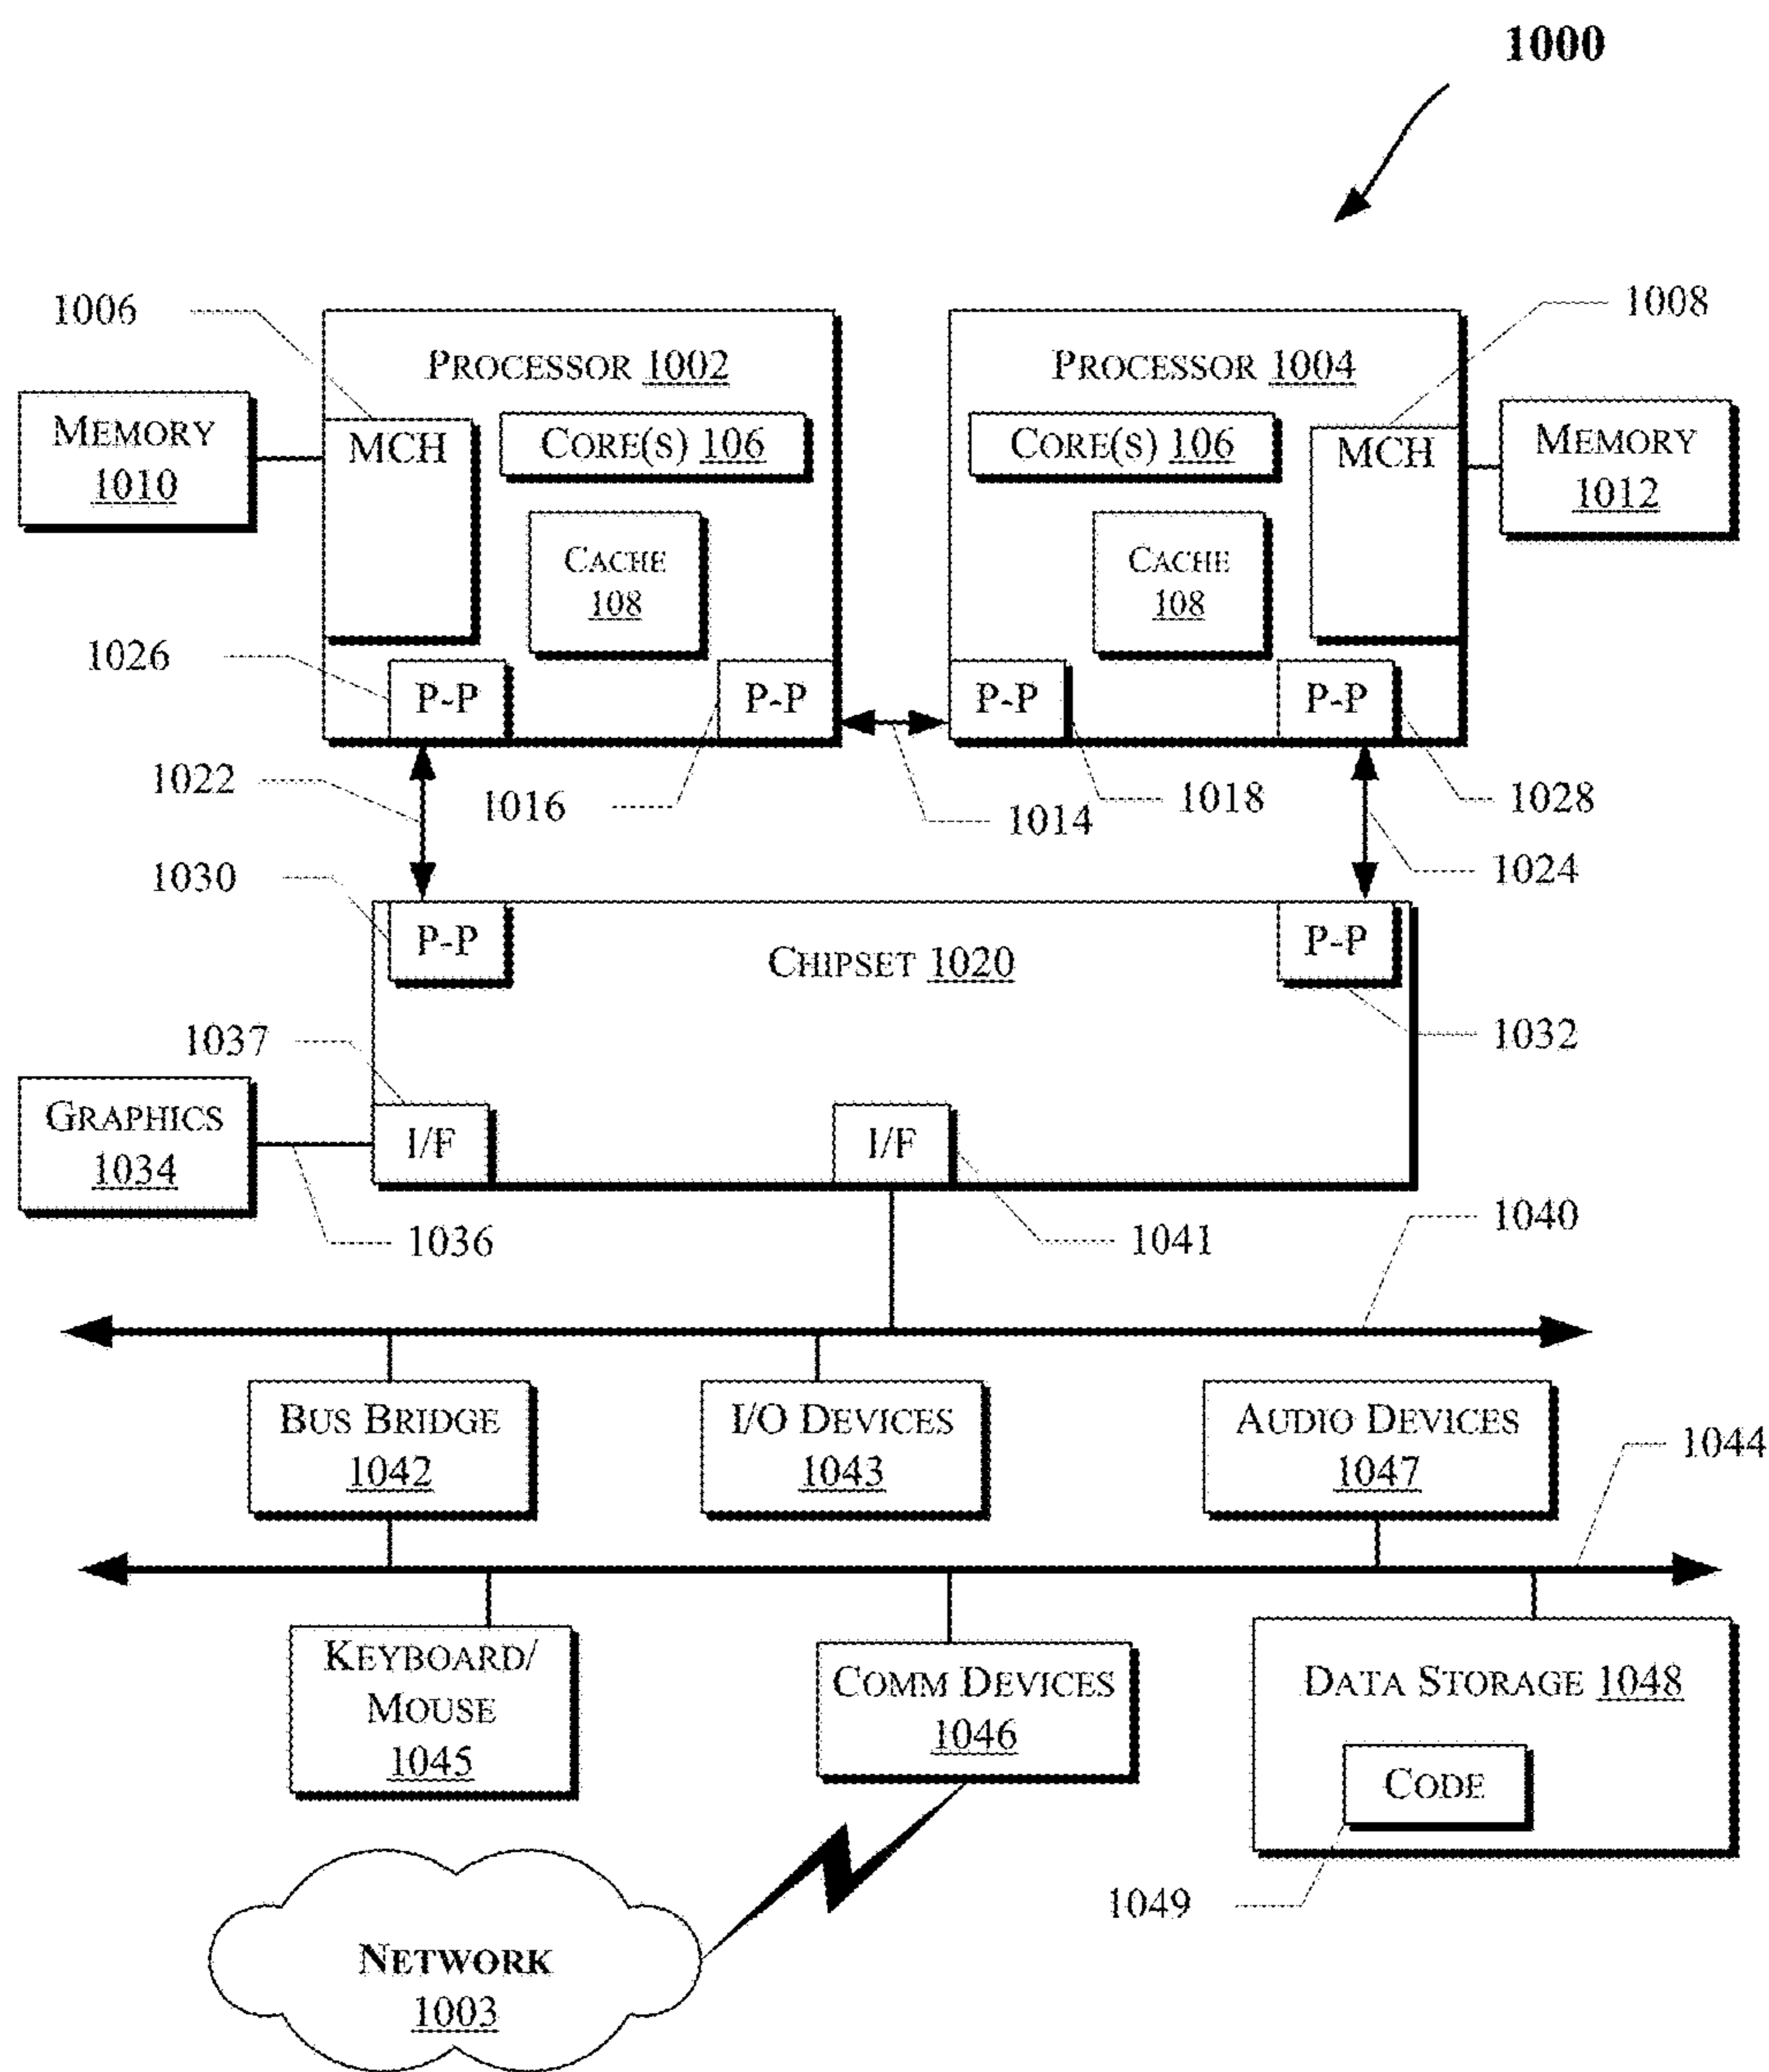 1000
1006
1008
PROCESSOR 1002
PROCESSOR 1004
MEMORY
1010
MCH
CORE(S) 106
CORE(S) 106
MCH
MEMORY
1012
CACHE
108
CACHE
108
1026
P-P
P-P
P-P
P-P
1022
1016
1014
1018
1028
1024
1030
P-P
CHIPSET 1020
P-P
1032
1037
GRAPHICS
1034
I/F
I/F
1036
1041
1040
BUS BRIDGE
1042
I/O DEVICES
1043
AUDIO DEVICES
1047
1044
KEYBOARD/
MOUSE
1045
COMM DEVICES
1046
DATA STORAGE 1048
CODE
1049
NETWORK
1003